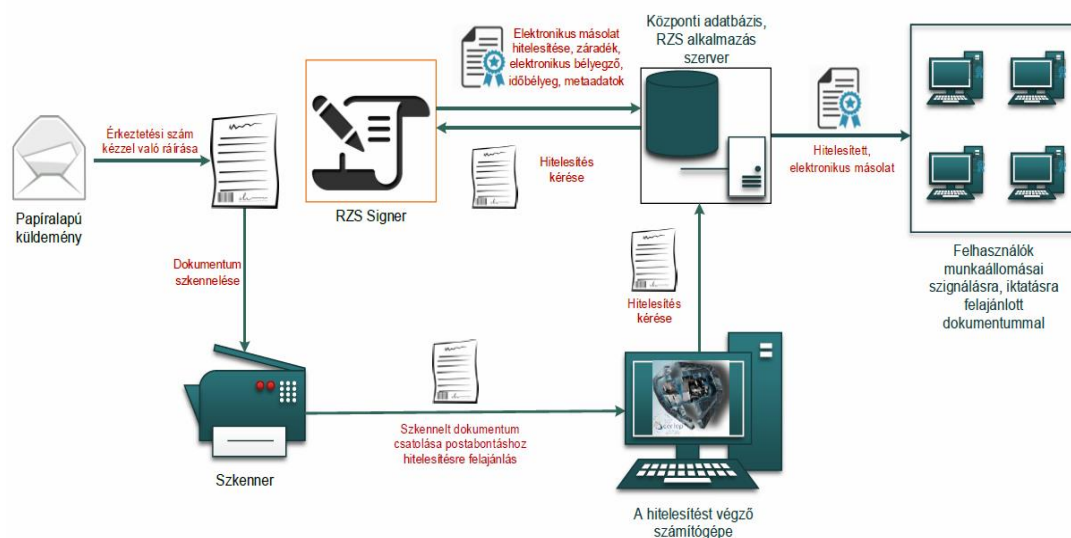 Papíralapú
küldemény
Érkeztetési szám
kézzel való ráírása
Dokumentum
szkennelése
Szkenner
Szkennelt dokumentum
csatolása postabontáshoz
hitelesítésre felajánlás
A hitelesítést végző
számítógépe
Hitelesítés
kérése
RZS Signer
Elektronikus másolat
hitelesítése, záradék,
elektronikus bélyegző,
időbélyeg, metaadatok
Hitelesítés
kérése
Központi adatbázis,
RZS alkalmazás
szerver
Hitelesített,
elektronikus másolat
Felhasználók
munkaállomásai
szignálásra, iktatásra
felajánlott
dokumentummal